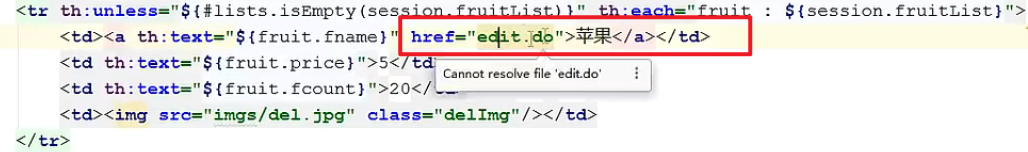 <tr th:unless="${#lists.isEmpty(session.fruitList)}" th:each="fruit : ${session.fruitList}">
<td><a th:text="${fruit.fname}" href="edit.do">苹果</a></td>
<td th:text="${fruit.price}">5</td>
Cannot resolve file 'edit.do'
<td th:text="${fruit.fcount}">20</
<td><img src="imgs/del.jpg" class="delImg"/></td>
</tr>